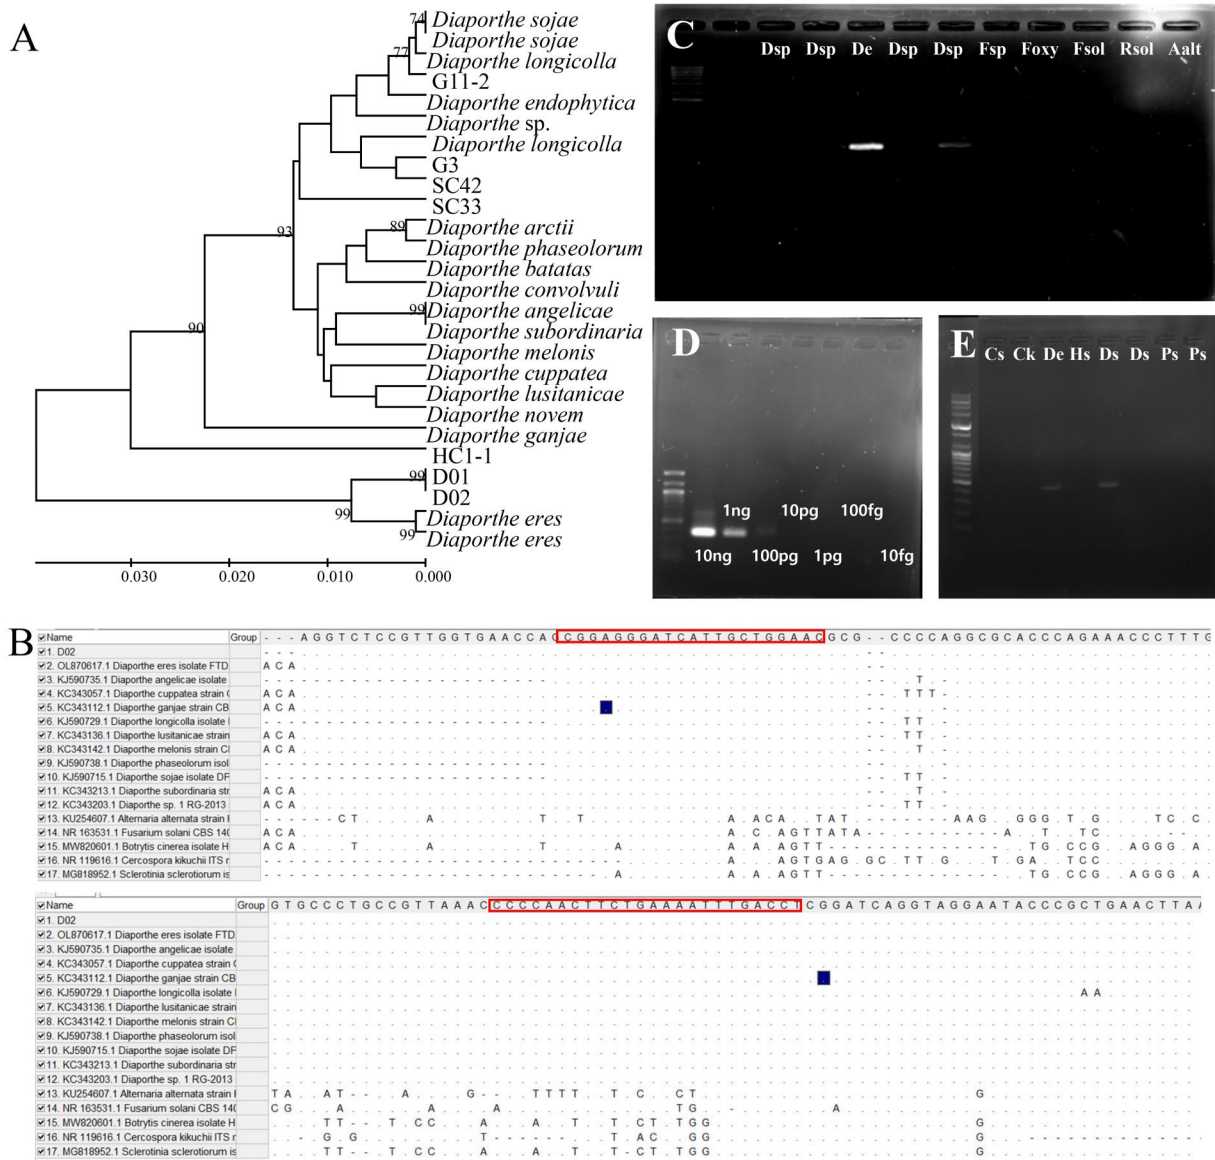 A
Diaporthe sojae
Diaporthe sojae
Diaporthe longicolla
G11-2
Diaporthe endophytica
Diaporthe sp.
Diaporthe longicolla
G3
SC42
SC33
Diaporthe arctii
Diaporthe phaseolorum
Diaporthe batatas
Diaporthe convolvuli
Diaporthe angelicae
Diaporthe subordinaria
Diaporthe melonis
Diaporthe cuppatea
Diaporthe lusitanicae
Diaporthe novem
Diaporthe ganjae
HC1-1
D01
D02
Diaporthe eres
Diaporthe eres
74
77
93
89
99
90
99
99
99
0.030 0.020 0.010 0.000
C
Dsp Dsp De Dsp Dsp Fsp Foxy Fsol Rsol Aalt
D
1ng 10pg 100fg
10ng 100pg 1pg 10fg
E
Cs Ck De Hs Ds Ds Ps Ps
B
Name Group - - - A G G T C T C C G T T G G T G A A C C A G C G G A G G G A T C A T T G C T G G A A C G C G - - C C C C A G G C G C A C C C A G A A A C C C T T T G
1. D02
2. OL870617.1 Diaporthe eres isolate FTD A C A
3. KJ590735.1 Diaporthe angelicae isolate T
4. KC343057.1 Diaporthe cuppatea strain A C A T T T
5. KC343112.1 Diaporthe ganjae strain CB A C A
6. KJ590729.1 Diaporthe longicolla isolate T T
7. KC343136.1 Diaporthe lusitanicae strain A C A T T
8. KC343142.1 Diaporthe melonis strain A C A T
9. KJ590738.1 Diaporthe phaseolorum isol
10. KJ590715.1 Diaporthe sojae isolate DF T T
11. KC343213.1 Diaporthe subordinaria str A C A T
12. KC343203.1 Diaporthe sp. 1 RG-2013 A C A T T
13. KU254607.1 Alternaria alternata strain C T A T T A A C A T A T A A G G G G T G T C C
14. NR 163531.1 Fusarium solani CBS 140 A C A A C A G T T A T A A T T C
15. MW820601.1 Botrytis cinerea isolate H A C A T A T A A A A G T T T G C C G A G G G A
16. NR 119616.1 Cercospora kikuchii ITS A A G T G A G G C T T G T G A T C C
17. MG818952.1 Sclerotinia sclerotiorum is A A A A G T T T G C C G A G G G A
Name Group G T G C C C T G C C G T T A A A C C C C C A A C T T C T G A A A A T T T G A C C T C G G A T C A G G T A G G A A T A C C C G C T G A A C T T A A
1. D02
2. OL870617.1 Diaporthe eres isolate FTD
3. KJ590735.1 Diaporthe angelicae isolate
4. KC343057.1 Diaporthe cuppatea strain
5. KC343112.1 Diaporthe ganjae strain CB
6. KJ590729.1 Diaporthe longicolla isolate A A
7. KC343136.1 Diaporthe lusitanicae strain
8. KC343142.1 Diaporthe melonis strain
9. KJ590738.1 Diaporthe phaseolorum isol
10. KJ590715.1 Diaporthe sojae isolate DF
11. KC343213.1 Diaporthe subordinaria str
12. KC343203.1 Diaporthe sp. 1 RG-2013
13. KU254607.1 Alternaria alternata strain T A A T - - A G - - T T T T T C C T G
14. NR 163531.1 Fusarium solani CBS 140 C G A A A T G - A
15. MW820601.1 Botrytis cinerea isolate H T T - - T C C A A T T C T T G G G
16. NR 119616.1 Cercospora kikuchii ITS - G G T - - - - - - T A C G G G
17. MG818952.1 Sclerotinia sclerotiorum is T T - - T C C A A T T - C T T G G G